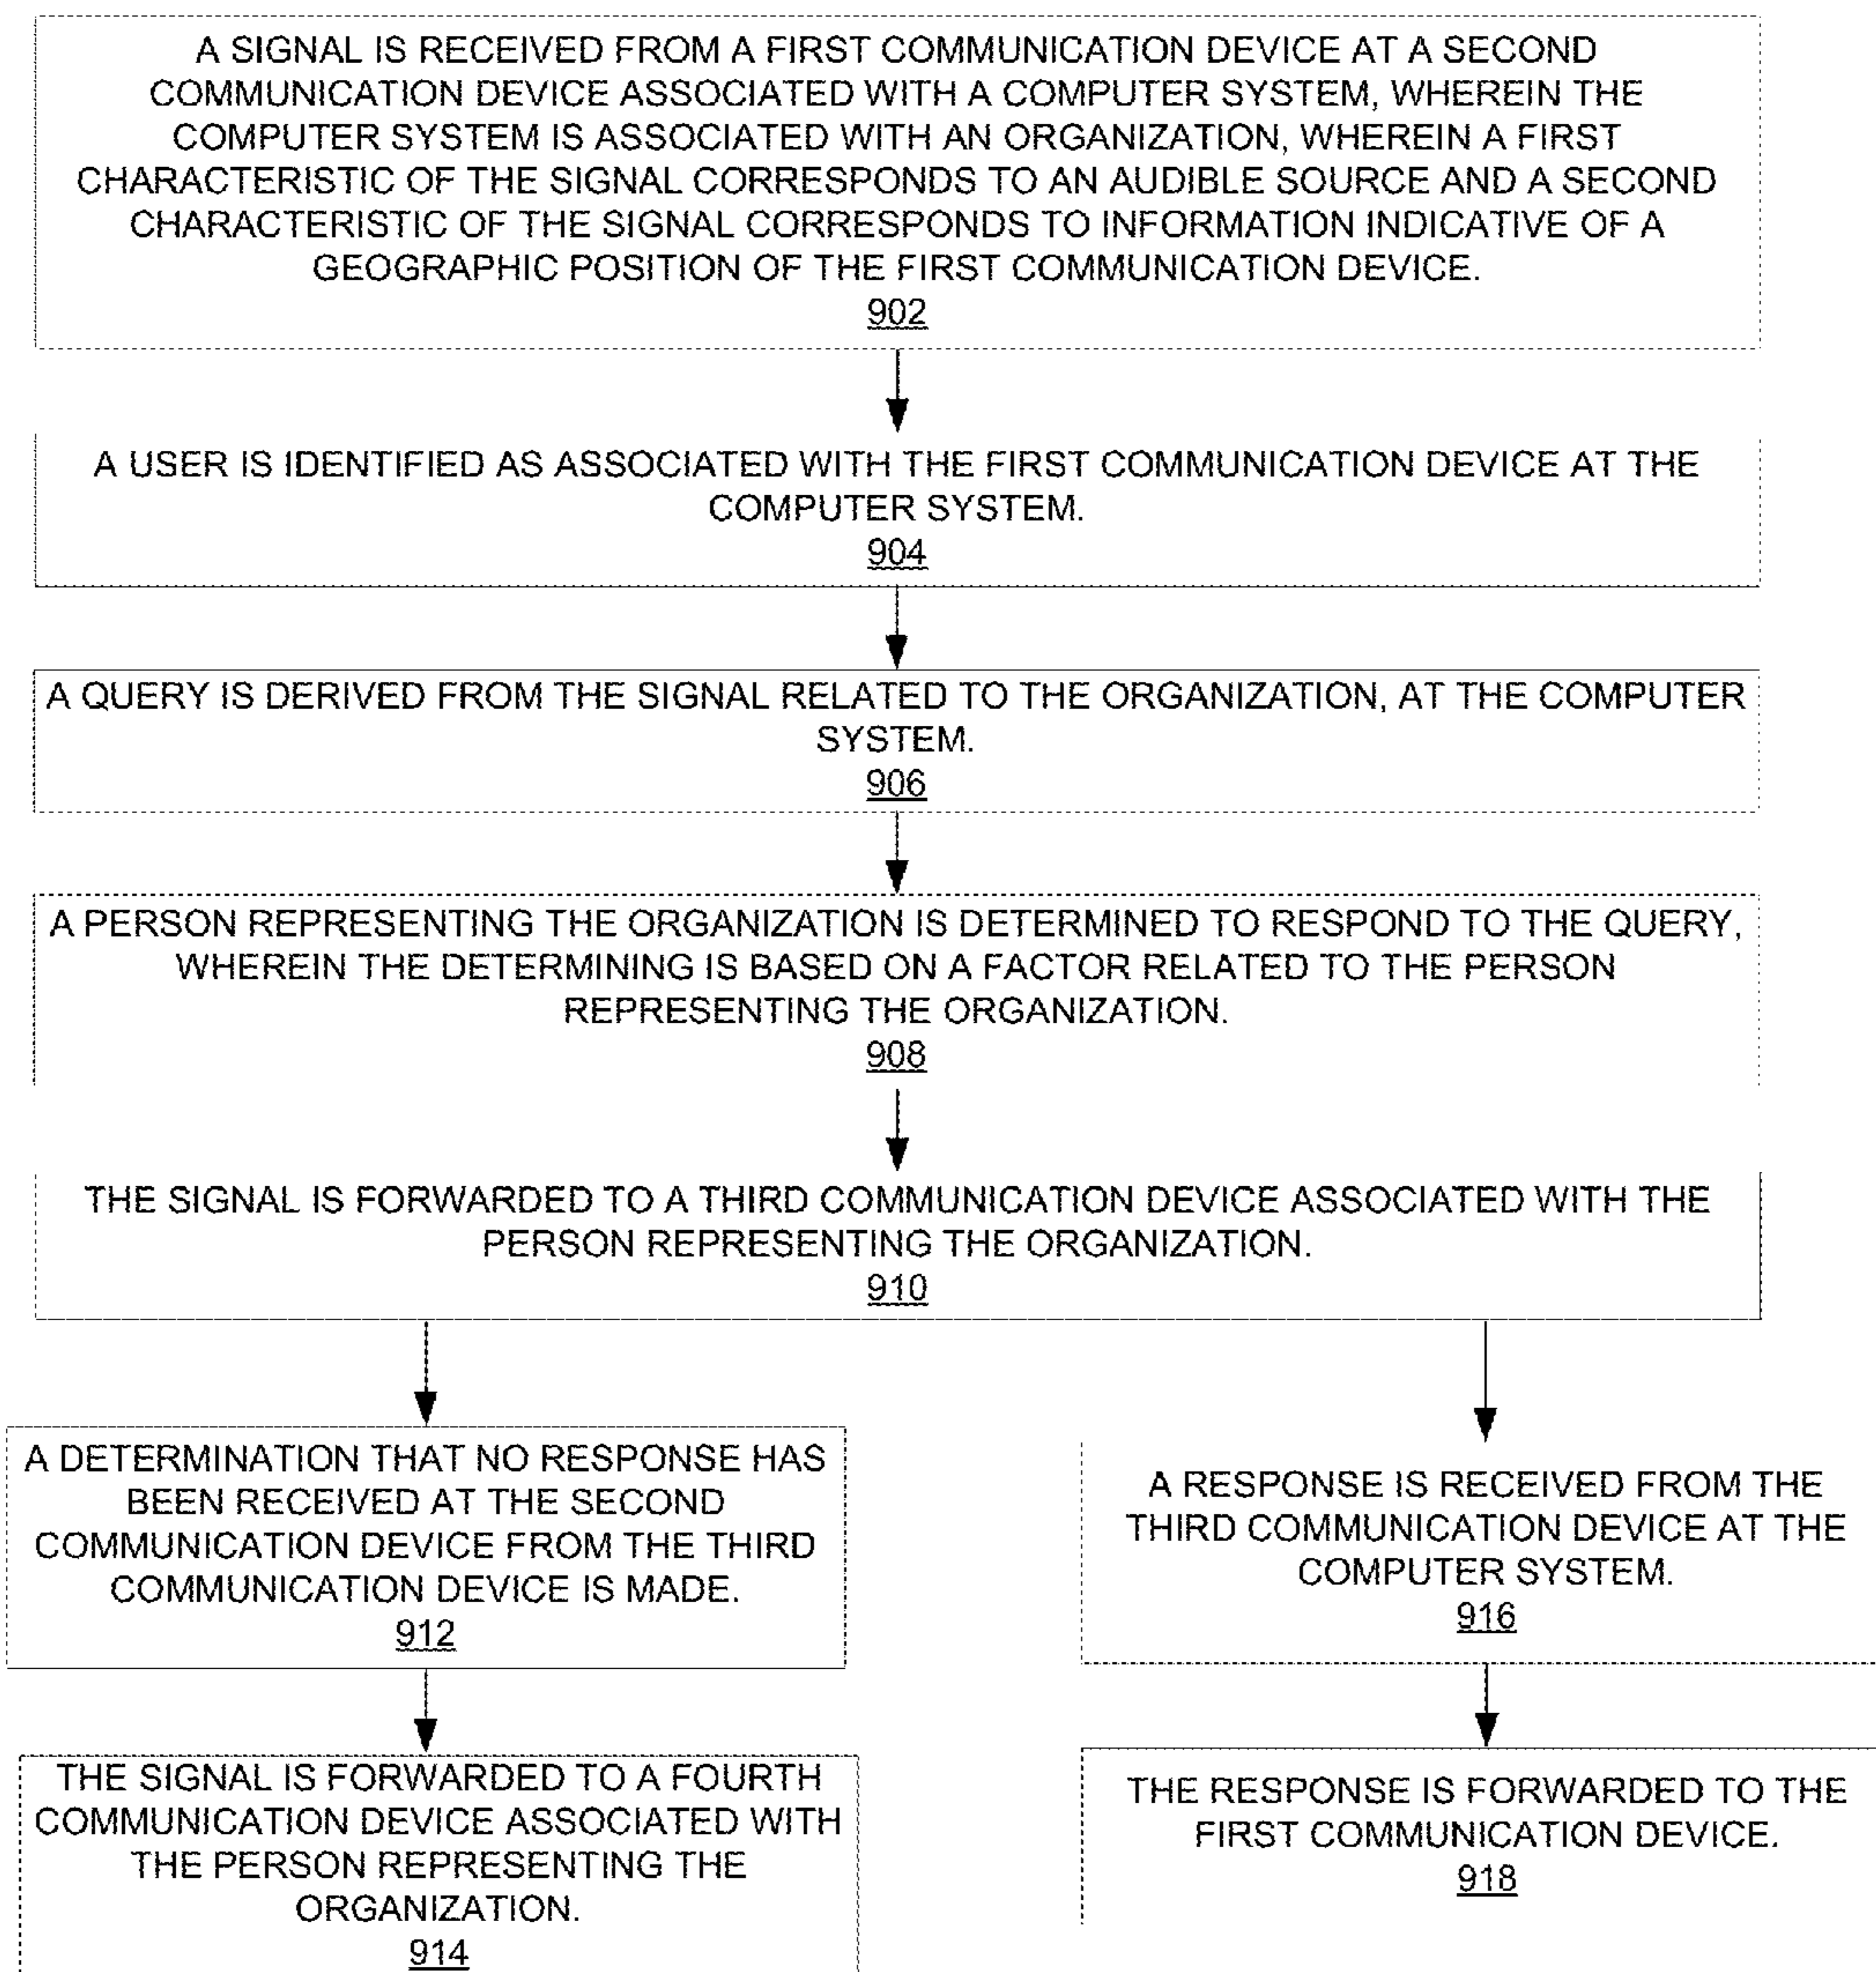 A SIGNAL IS RECEIVED FROM A FIRST COMMUNICATION DEVICE AT A SECOND
COMMUNICATION DEVICE ASSOCIATED WITH A COMPUTER SYSTEM, WHEREIN THE
COMPUTER SYSTEM IS ASSOCIATED WITH AN ORGANIZATION, WHEREIN A FIRST
CHARACTERISTIC OF THE SIGNAL CORRESPONDS TO AN AUDIBLE SOURCE AND A SECOND
CHARACTERISTIC OF THE SIGNAL CORRESPONDS TO INFORMATION INDICATIVE OF A
GEOGRAPHIC POSITION OF THE FIRST COMMUNICATION DEVICE.
902
A USER IS IDENTIFIED AS ASSOCIATED WITH THE FIRST COMMUNICATION DEVICE AT THE
COMPUTER SYSTEM.
904
A QUERY IS DERIVED FROM THE SIGNAL RELATED TO THE ORGANIZATION, AT THE COMPUTER
SYSTEM.
906
A PERSON REPRESENTING THE ORGANIZATION IS DETERMINED TO RESPOND TO THE QUERY,
WHEREIN THE DETERMINING IS BASED ON A FACTOR RELATED TO THE PERSON
REPRESENTING THE ORGANIZATION.
908
THE SIGNAL IS FORWARDED TO A THIRD COMMUNICATION DEVICE ASSOCIATED WITH THE
PERSON REPRESENTING THE ORGANIZATION.
910
A DETERMINATION THAT NO RESPONSE HAS
BEEN RECEIVED AT THE SECOND
COMMUNICATION DEVICE FROM THE THIRD
COMMUNICATION DEVICE IS MADE.
912
THE SIGNAL IS FORWARDED TO A FOURTH
COMMUNICATION DEVICE ASSOCIATED WITH
THE PERSON REPRESENTING THE
ORGANIZATION.
914
A RESPONSE IS RECEIVED FROM THE
THIRD COMMUNICATION DEVICE AT THE
COMPUTER SYSTEM.
916
THE RESPONSE IS FORWARDED TO THE
FIRST COMMUNICATION DEVICE.
918